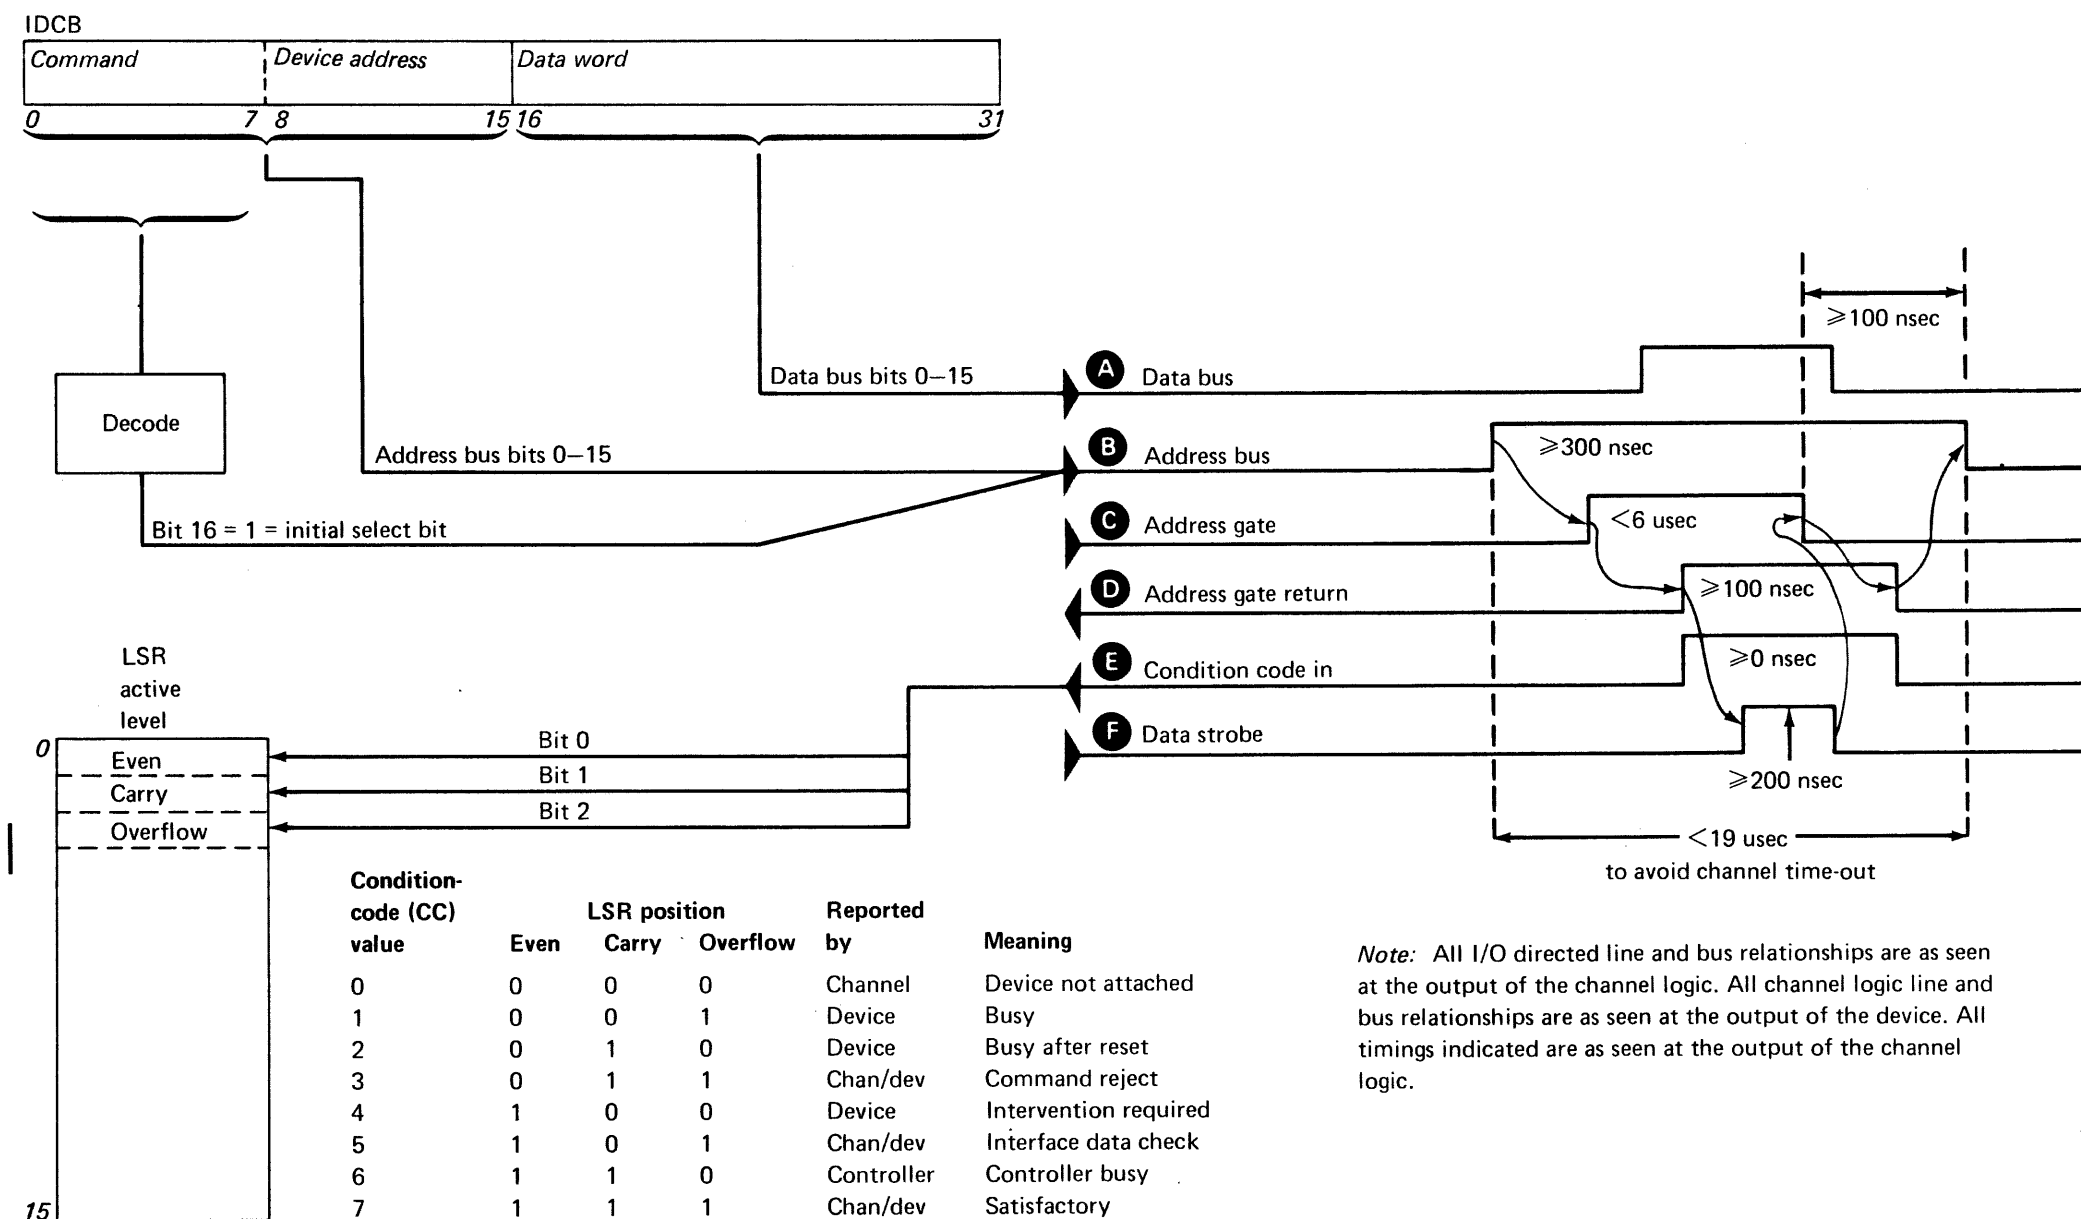 IDCB
Command Device address Data word
0 7 8 15 16 31
≥100 nsec
Data bus bits 0–15
A Data bus
Decode
Address bus bits 0–15
B Address bus
≥300 nsec
Bit 16 = 1 = initial select bit
C Address gate
<6 usec
D Address gate return
≥100 nsec
E Condition code in
≥0 nsec
F Data strobe
≥200 nsec
<19 usec
to avoid channel time-out
LSR
active
level
0
Even
Carry
Overflow
15
Bit 0
Bit 1
Bit 2
Condition-
code (CC) LSR position Reported
value Even Carry Overflow by Meaning
0 0 0 0 Channel Device not attached
1 0 0 1 Device Busy
2 0 1 0 Device Busy after reset
3 0 1 1 Chan/dev Command reject
4 1 0 0 Device Intervention required
5 1 0 1 Chan/dev Interface data check
6 1 1 0 Controller Controller busy
7 1 1 1 Chan/dev Satisfactory
Note: All I/O directed line and bus relationships are as seen
at the output of the channel logic. All channel logic line and
bus relationships are as seen at the output of the device. All
timings indicated are as seen at the output of the channel
logic.